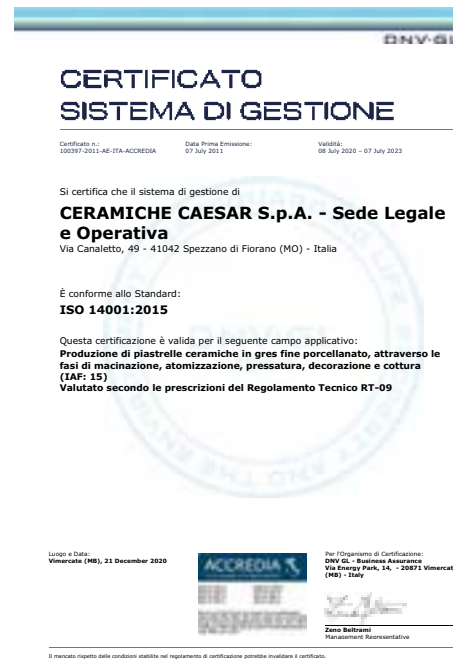 DNV·GL
CERTIFICATO
SISTEMA DI GESTIONE
Certificato n.:
100397-2011-AE-ITA-ACCREDIA
Data Prima Emissione:
07 July 2011
Validità:
08 July 2020 – 07 July 2023
Si certifica che il sistema di gestione di
CERAMICHE CAESAR S.p.A. - Sede Legale
e Operativa
Via Canaletto, 49 - 41042 Spezzano di Fiorano (MO) - Italia
È conforme allo Standard:
ISO 14001:2015
Questa certificazione è valida per il seguente campo applicativo:
Produzione di piastrelle ceramiche in gres fine porcellanato, attraverso le
fasi di macinazione, atomizzazione, pressatura, decorazione e cottura
(IAF: 15)
Valutato secondo le prescrizioni del Regolamento Tecnico RT-09
Luogo e Data:
Vimercate (MB), 21 December 2020
ACCREDIA
Per l'Organismo di Certificazione:
DNV GL - Business Assurance
Via Energy Park, 14, - 20871 Vimercat
(MB) - Italy
Zeno Beltrami
Management Representative
Il mancato rispetto delle condizioni stabilite nel regolamento di certificazione potrebbe invalidare il certificato.